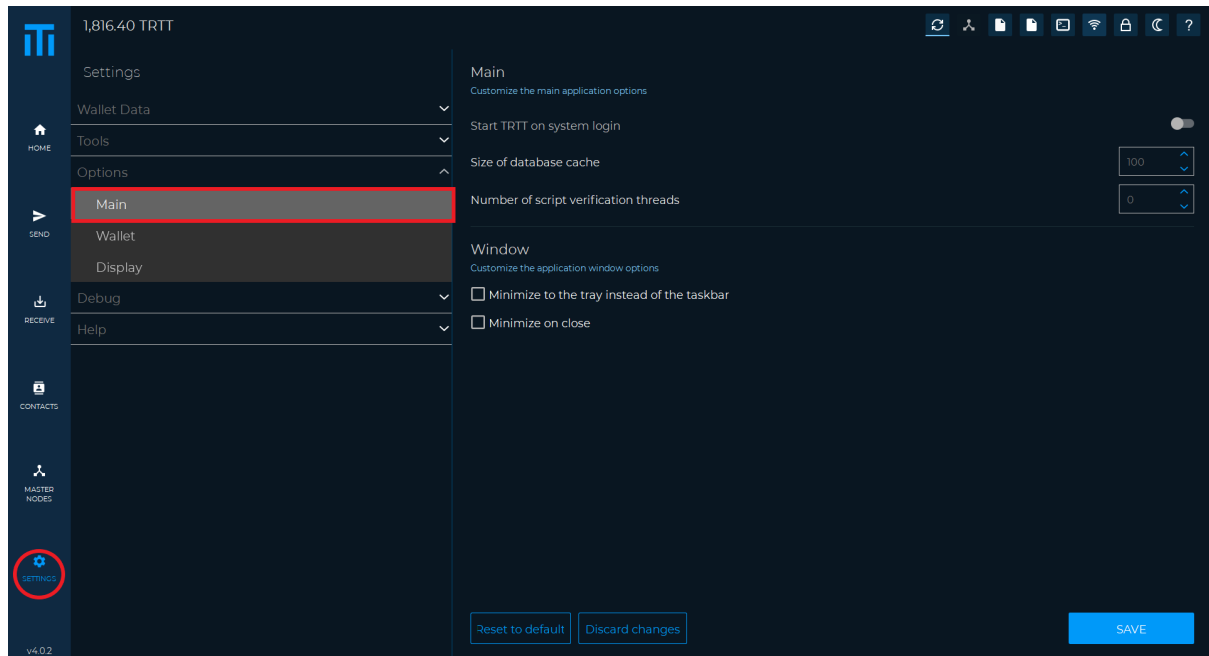 iTi
1,816.40 TRTT
?
Settings
Wallet Data
Tools
Options
Main
Wallet
Display
Debug
Help
HOME
SEND
RECEIVE
CONTACTS
MASTER
NODES
SETTINGS
v4.0.2
Main
Customize the main application options
Start TRTT on system login
Size of database cache
100
Number of script verification threads
0
Window
Customize the application window options
Minimize to the tray instead of the taskbar
Minimize on close
Reset to default
Discard changes
SAVE